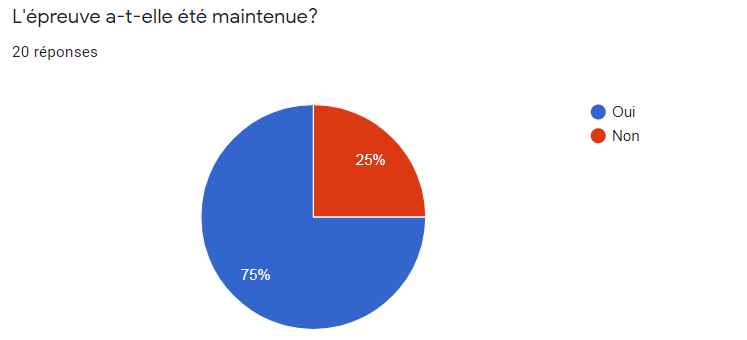 L'épreuve a-t-elle été maintenue?
20 réponses
Oui
Non
25%
75%